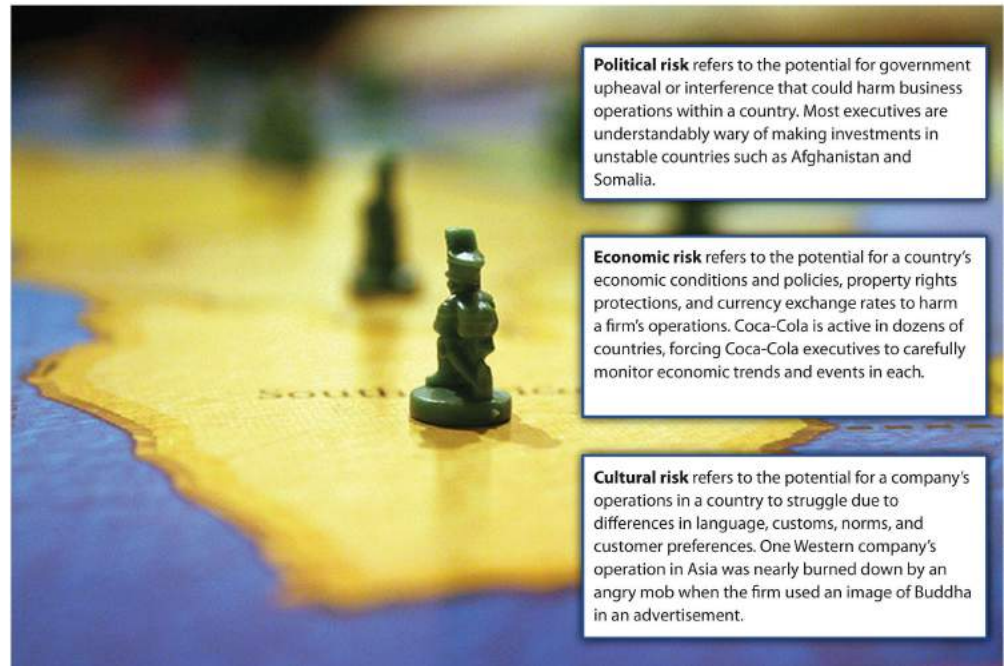 Political risk refers to the potential for government
upheaval or interference that could harm business
operations within a country. Most executives are
understandably wary of making investments in
unstable countries such as Afghanistan and
Somalia.
Economic risk refers to the potential for a country's
economic conditions and policies, property rights
protections, and currency exchange rates to harm
a firm's operations. Coca-Cola is active in dozens of
countries, forcing Coca-Cola executives to carefully
monitor economic trends and events in each.
South
Cultural risk refers to the potential for a company's
operations in a country to struggle due to
differences in language, customs, norms, and
customer preferences. One Western company's
operation in Asia was nearly burned down by an
angry mob when the firm used an image of Buddha
in an advertisement.